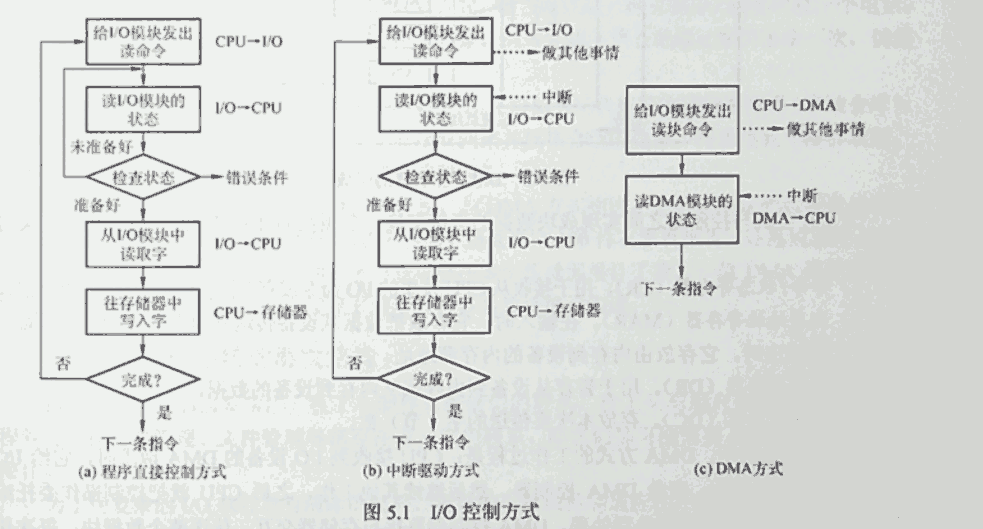 给I/O模块发出
读命令
CPU→I/O
读I/O模块的
状态
I/O→CPU
未准备好
检查状态
错误条件
准备好
从I/O模块中
读取字
I/O→CPU
往存储器中
写入字
CPU→存储器
否
完成?
是
下一条指令
(a) 程序直接控制方式
给I/O模块发出
读命令
CPU→I/O
做其他事情
读I/O模块的
状态
中断
I/O→CPU
检查状态
错误条件
准备好
从I/O模块中
读取字
I/O→CPU
往存储器中
写入字
CPU→存储器
否
完成?
是
下一条指令
(b) 中断驱动方式
给I/O模块发出
读块命令
CPU→DMA
做其他事情
读DMA模块的
状态
中断
DMA→CPU
下一条指令
(c) DMA方式
图 5.1 I/O 控制方式